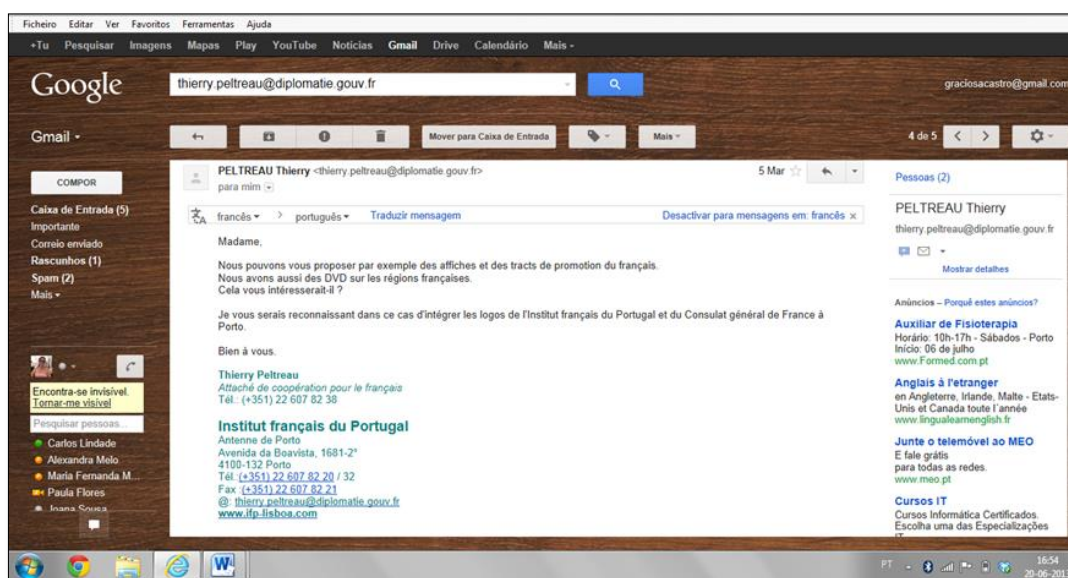 Ficheiro Editar Ver Favoritos Ferramentas Ajuda
+Tu Pesquisar Imagens Mapas Play YouTube Notícias Gmail Drive Calendário Mais
Google
thierry.peltreau@diplomatie.gouv.fr
graciosacastro@gmail.com
Gmail
Mover para Caixa de Entrada
Mais
4 de 5
COMPOR
Caixa de Entrada (5)
Importante
Correio enviado
Rascunhos (1)
Spam (2)
Mais
PELTREAU Thierry <thierry.peltreau@diplomatie.gouv.fr>
5 Mar
para mim
francês > português Traduzir mensagem
Desactivar para mensagens em: francês x
Madame,
Nous pouvons vous proposer par exemple des affiches et des tracts de promotion du français.
Nous avons aussi des DVD sur les régions françaises.
Cela vous intéresserait-il ?
Je vous serais reconnaissant dans ce cas d'intégrer les logos de l'Institut français du Portugal et du Consulat général de France à
Porto.
Bien à vous.
Thierry Peltreau
Attaché de coopération pour le français
Tél.: (+351) 22 607 82 38
Institut français du Portugal
Antenne de Porto
Avenida da Boavista, 1681-2°
4100-132 Porto
Tél. (+351) 22 607 82 20 / 32
Fax :(+351) 22 607 82 21
@: thierry.peltreau@diplomatie.gouv.fr
www.ifp-lisboa.com
Pessoas (2)
PELTREAU Thierry
thierry.peltreau@diplomatie.gouv.fr
Mostrar detalhes
Anúncios – Porquê estes anúncios?
Auxiliar de Fisioterapia
Horário: 10h-17h - Sábados - Porto
Início: 06 de julho
www.Formed.com.pt
Anglais à l'etranger
en Angleterre, Irlande, Malte - Etats-
Unis et Canada toute l`année
www.lingualearnenglish.fr
Junte o telemóvel ao MEO
E fale grátis
para todas as redes.
www.meo.pt
Cursos IT
Cursos Informática Certificados.
Escolha uma das Especializações
Encontra-se invisível.
Tornar-me visível
Pesquisar pessoas...
Carlos Lindade
Alexandra Melo
Maria Fernanda M...
Paula Flores
Joana Sousa
PT
16:54